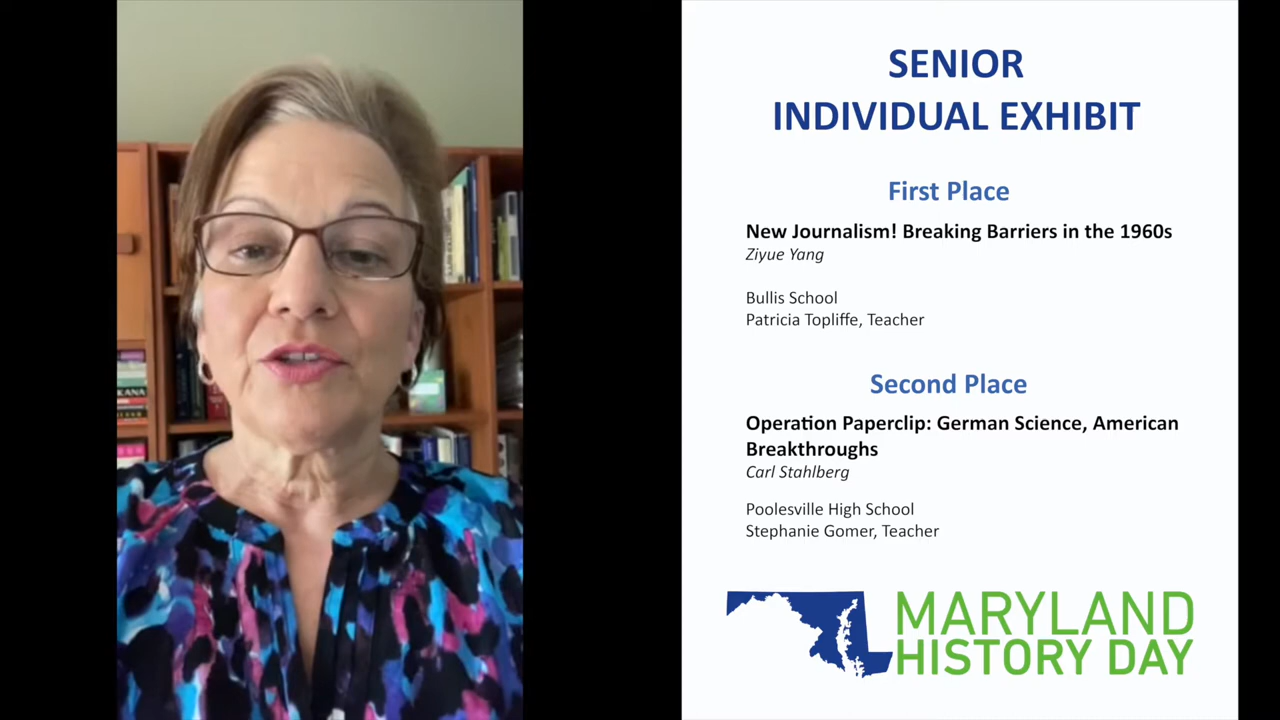 SENIOR
INDIVIDUAL EXHIBIT
First Place
New Journalism! Breaking Barriers in the 1960s
Ziyue Yang
Bullis School
Patricia Topliffe, Teacher
Second Place
Operation Paperclip: German Science, American
Breakthroughs
Carl Stahlberg
Poolesville High School
Stephanie Gomer, Teacher
MARYLAND
HISTORY DAY